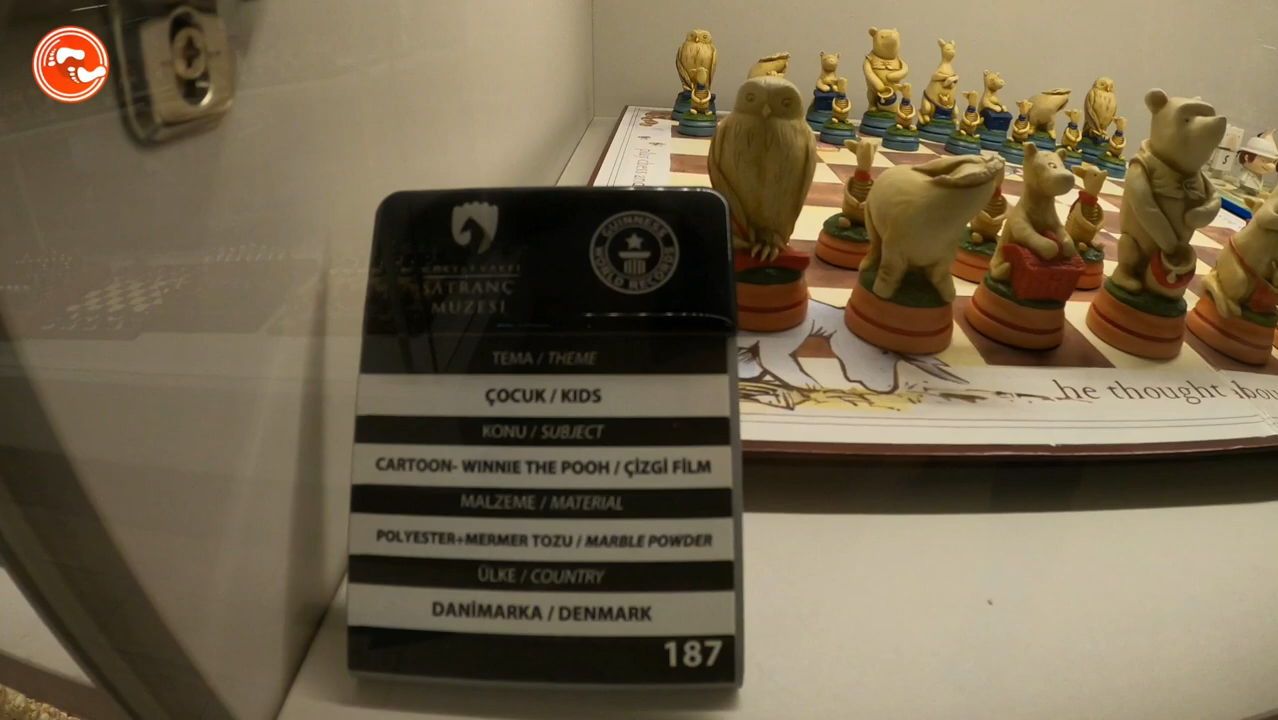 GUINNESS
WORLD RECORDS
SATRANÇ
MÜZESİ
TEMA / THEME
ÇOCUK / KIDS
KONU / SUBJECT
CARTOON- WINNIE THE POOH / ÇİZGİ FİLM
MALZEME / MATERIAL
POLYESTER+MERMER TOZU / MARBLE POWDER
ÜLKE / COUNTRY
DANİMARKA / DENMARK
187
he thought